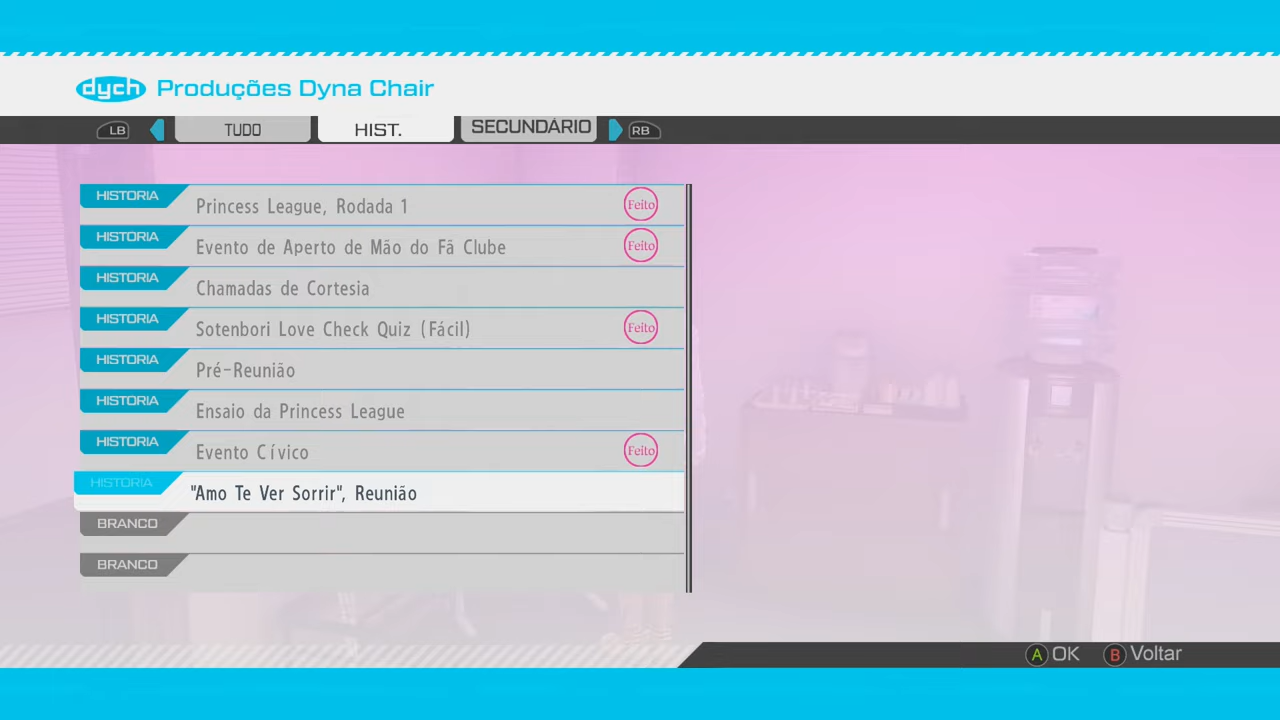 dych Produções Dyna Chair
LB TUDO HIST. SECUNDÁRIO RB
HISTORIA Princess League, Rodada 1 Feito
HISTORIA Evento de Aperto de Mão do Fã Clube Feito
HISTORIA Chamadas de Cortesia
HISTORIA Sotenbori Love Check Quiz (Fácil) Feito
HISTORIA Pré-Reunião
HISTORIA Ensaio da Princess League
HISTORIA Evento Cívico Feito
HISTORIA "Amo Te Ver Sorrir", Reunião
BRANCO
BRANCO
A OK B Voltar